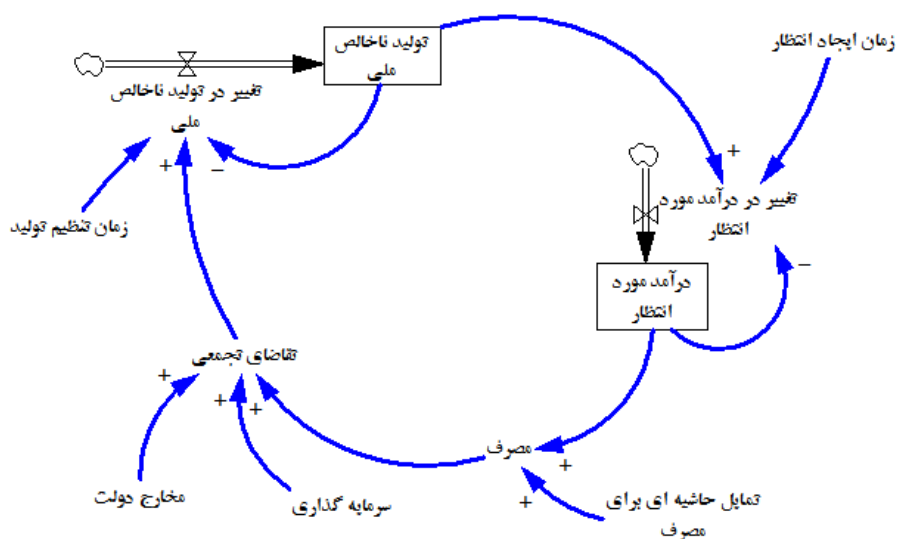 تولید ناخالص
ملی
زمان ایجاد انتظار
تغییر در تولید ناخالص
ملی
+
-
+
تغییر در درآمد مورد
انتظار
زمان تنظیم تولید
-
درآمد مورد
انتظار
تقاضای تجمعی
+
+
+
مصرف
+
+
مخارج دولت
سرمایه گذاری
تمایل حاشیه ای برای
مصرف